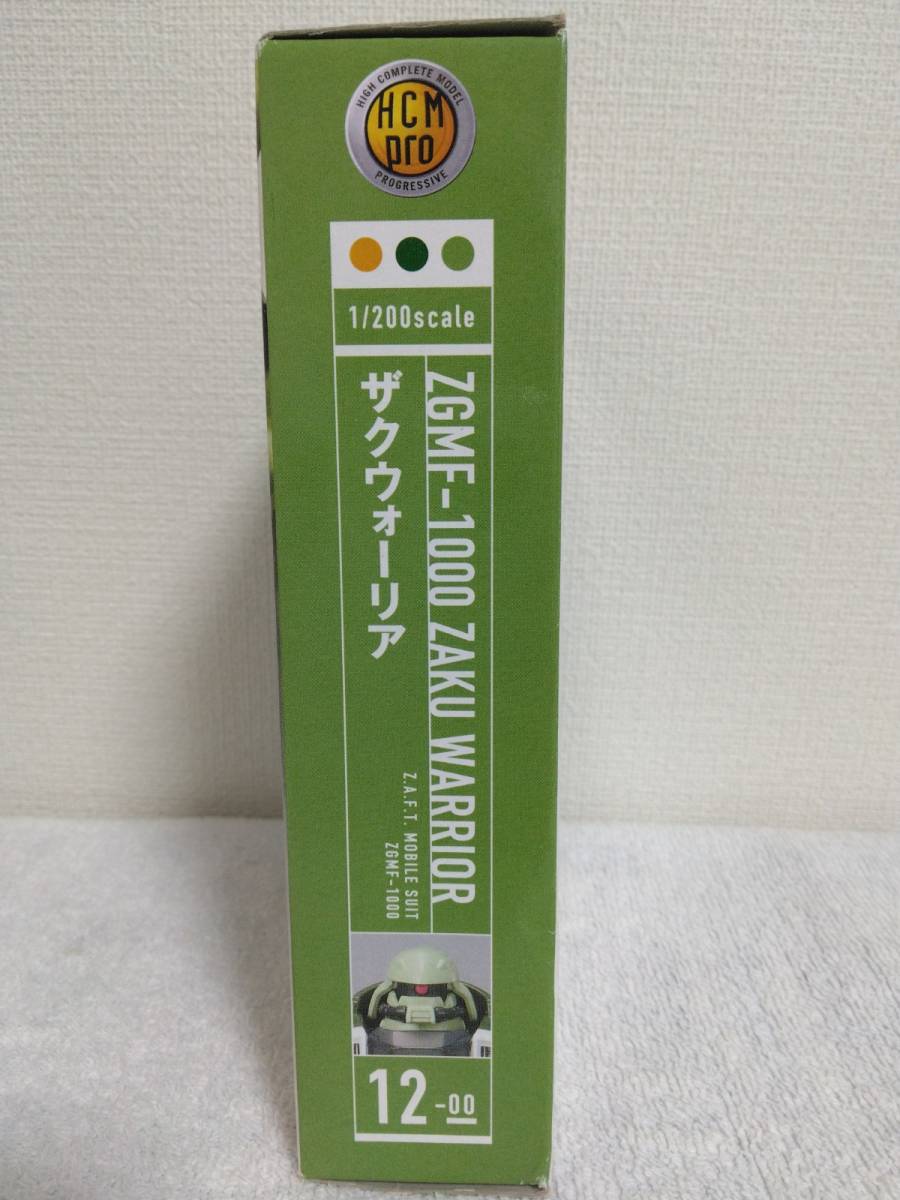 HIGH COMPLETE MODEL
HCM
pro
PROGRESSIVE
1/200scale
ZGMF-1000 ZAKU WARRIOR
ザクウォーリア
Z.A.F.T. MOBILE SUIT
ZGMF-1000
12-00